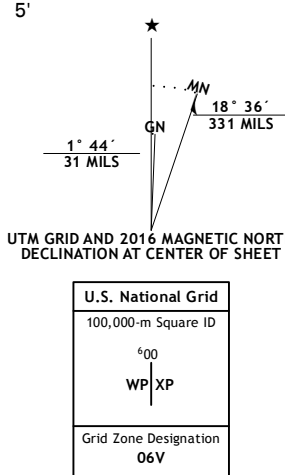 5'
★
MN
GN
18° 36´
331 MILS
1° 44´
31 MILS
UTM GRID AND 2016 MAGNETIC NORT
DECLINATION AT CENTER OF SHEET
U.S. National Grid
100,000-m Square ID
⁶00
WP XP
Grid Zone Designation
06V